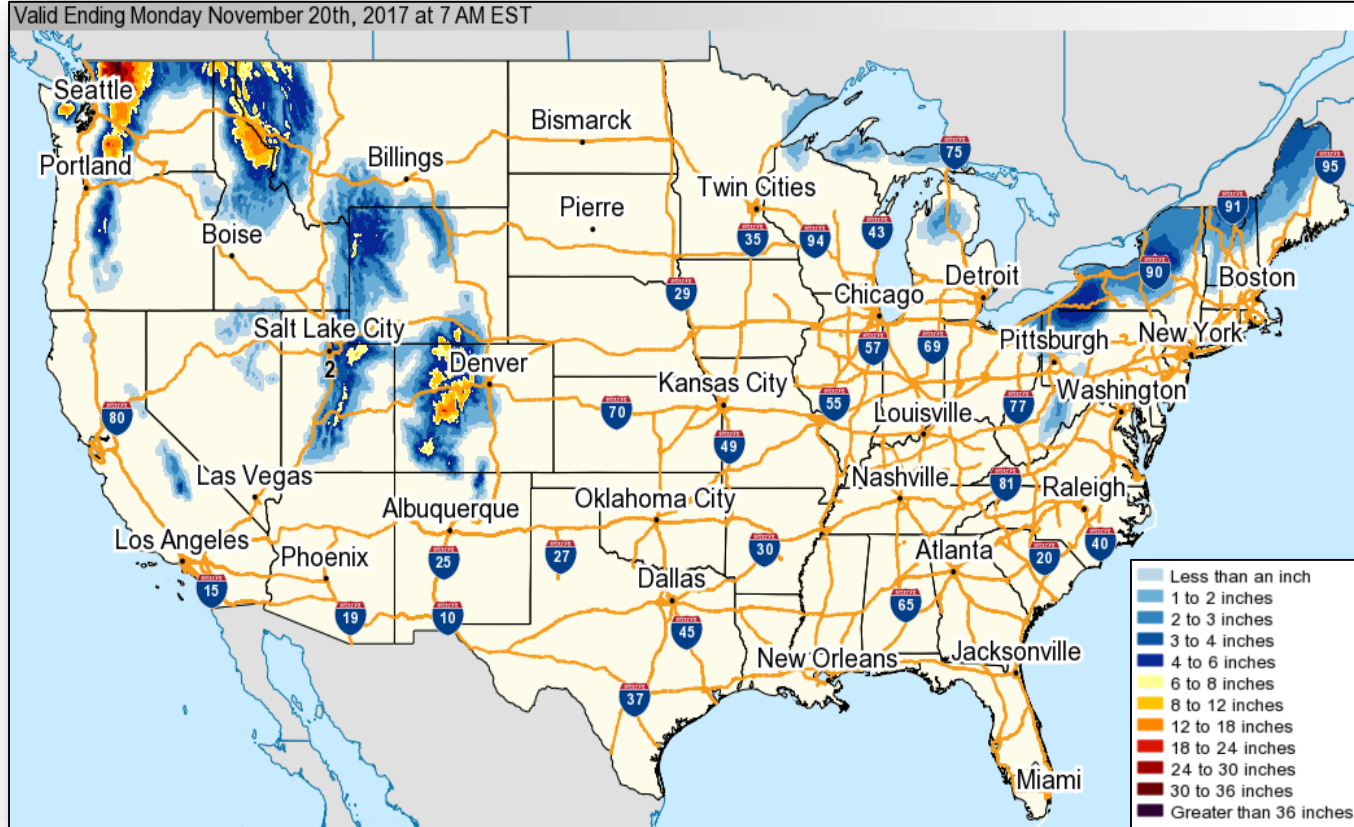 Valid Ending Monday November 20th, 2017 at 7 AM EST
Seattle
Portland
Bismarck
Billings
Twin Cities
Pierre
Boise
75
95
91
35
94
43
90
29
Detroit
Boston
Chicago
Salt Lake City
2
Denver
57
69
Pittsburgh
New York
Kansas City
Washington
80
70
55
Louisville
77
49
Las Vegas
Nashville
81
Raleigh
Albuquerque
Oklahoma City
Los Angeles
Phoenix
25
27
30
Atlanta
20
40
15
Dallas
19
10
45
65
New Orleans
Jacksonville
37
Miami
Less than an inch
1 to 2 inches
2 to 3 inches
3 to 4 inches
4 to 6 inches
6 to 8 inches
8 to 12 inches
12 to 18 inches
18 to 24 inches
24 to 30 inches
30 to 36 inches
Greater than 36 inches